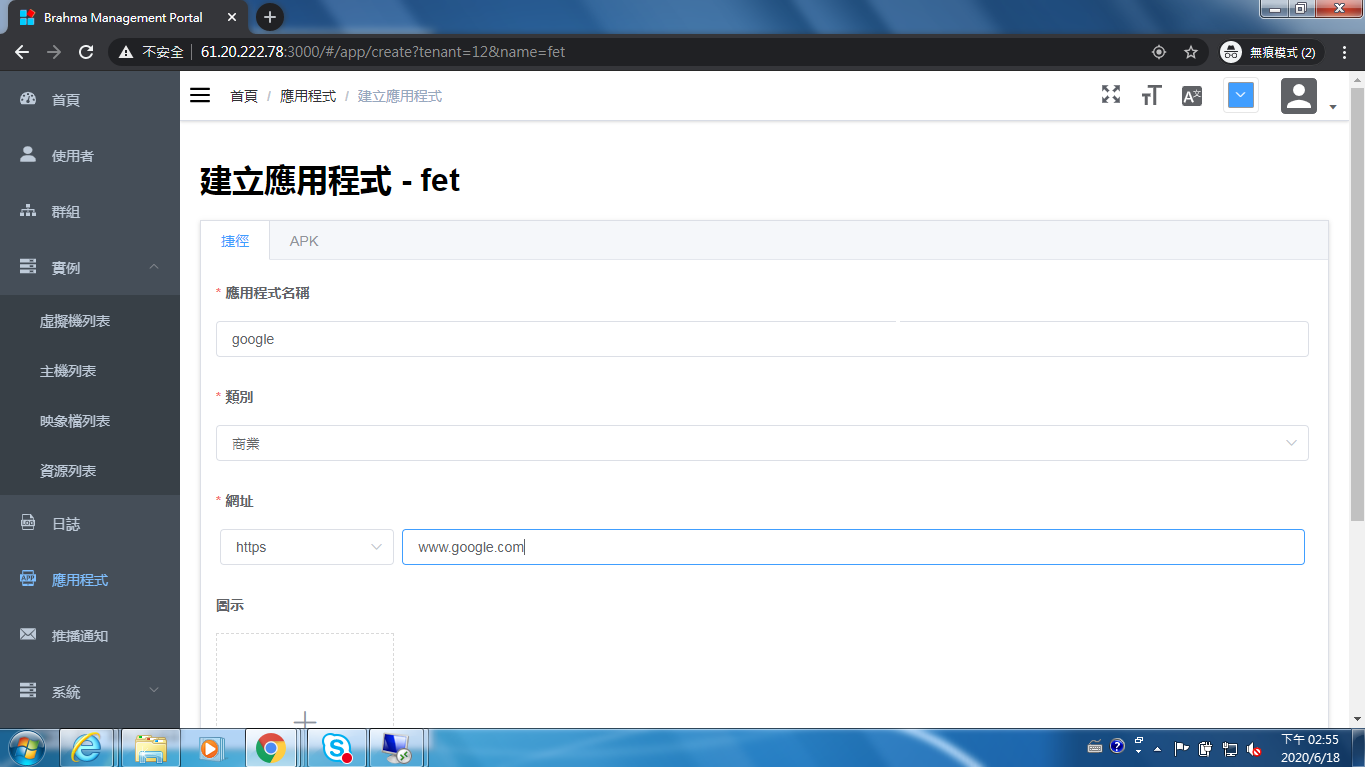 Brahma Management Portal
不安全 61.20.222.78:3000/#/app/create?tenant=12&name=fet
無痕模式 (2)
首頁
使用者
群組
實例
虛擬機列表
主機列表
映象檔列表
資源列表
日誌
應用程式
推播通知
系統
首頁 / 應用程式 / 建立應用程式
建立應用程式 - fet
捷徑 APK
* 應用程式名稱
google
* 類別
商業
* 網址
https www.google.com
圖示
下午 02:55
2020/6/18